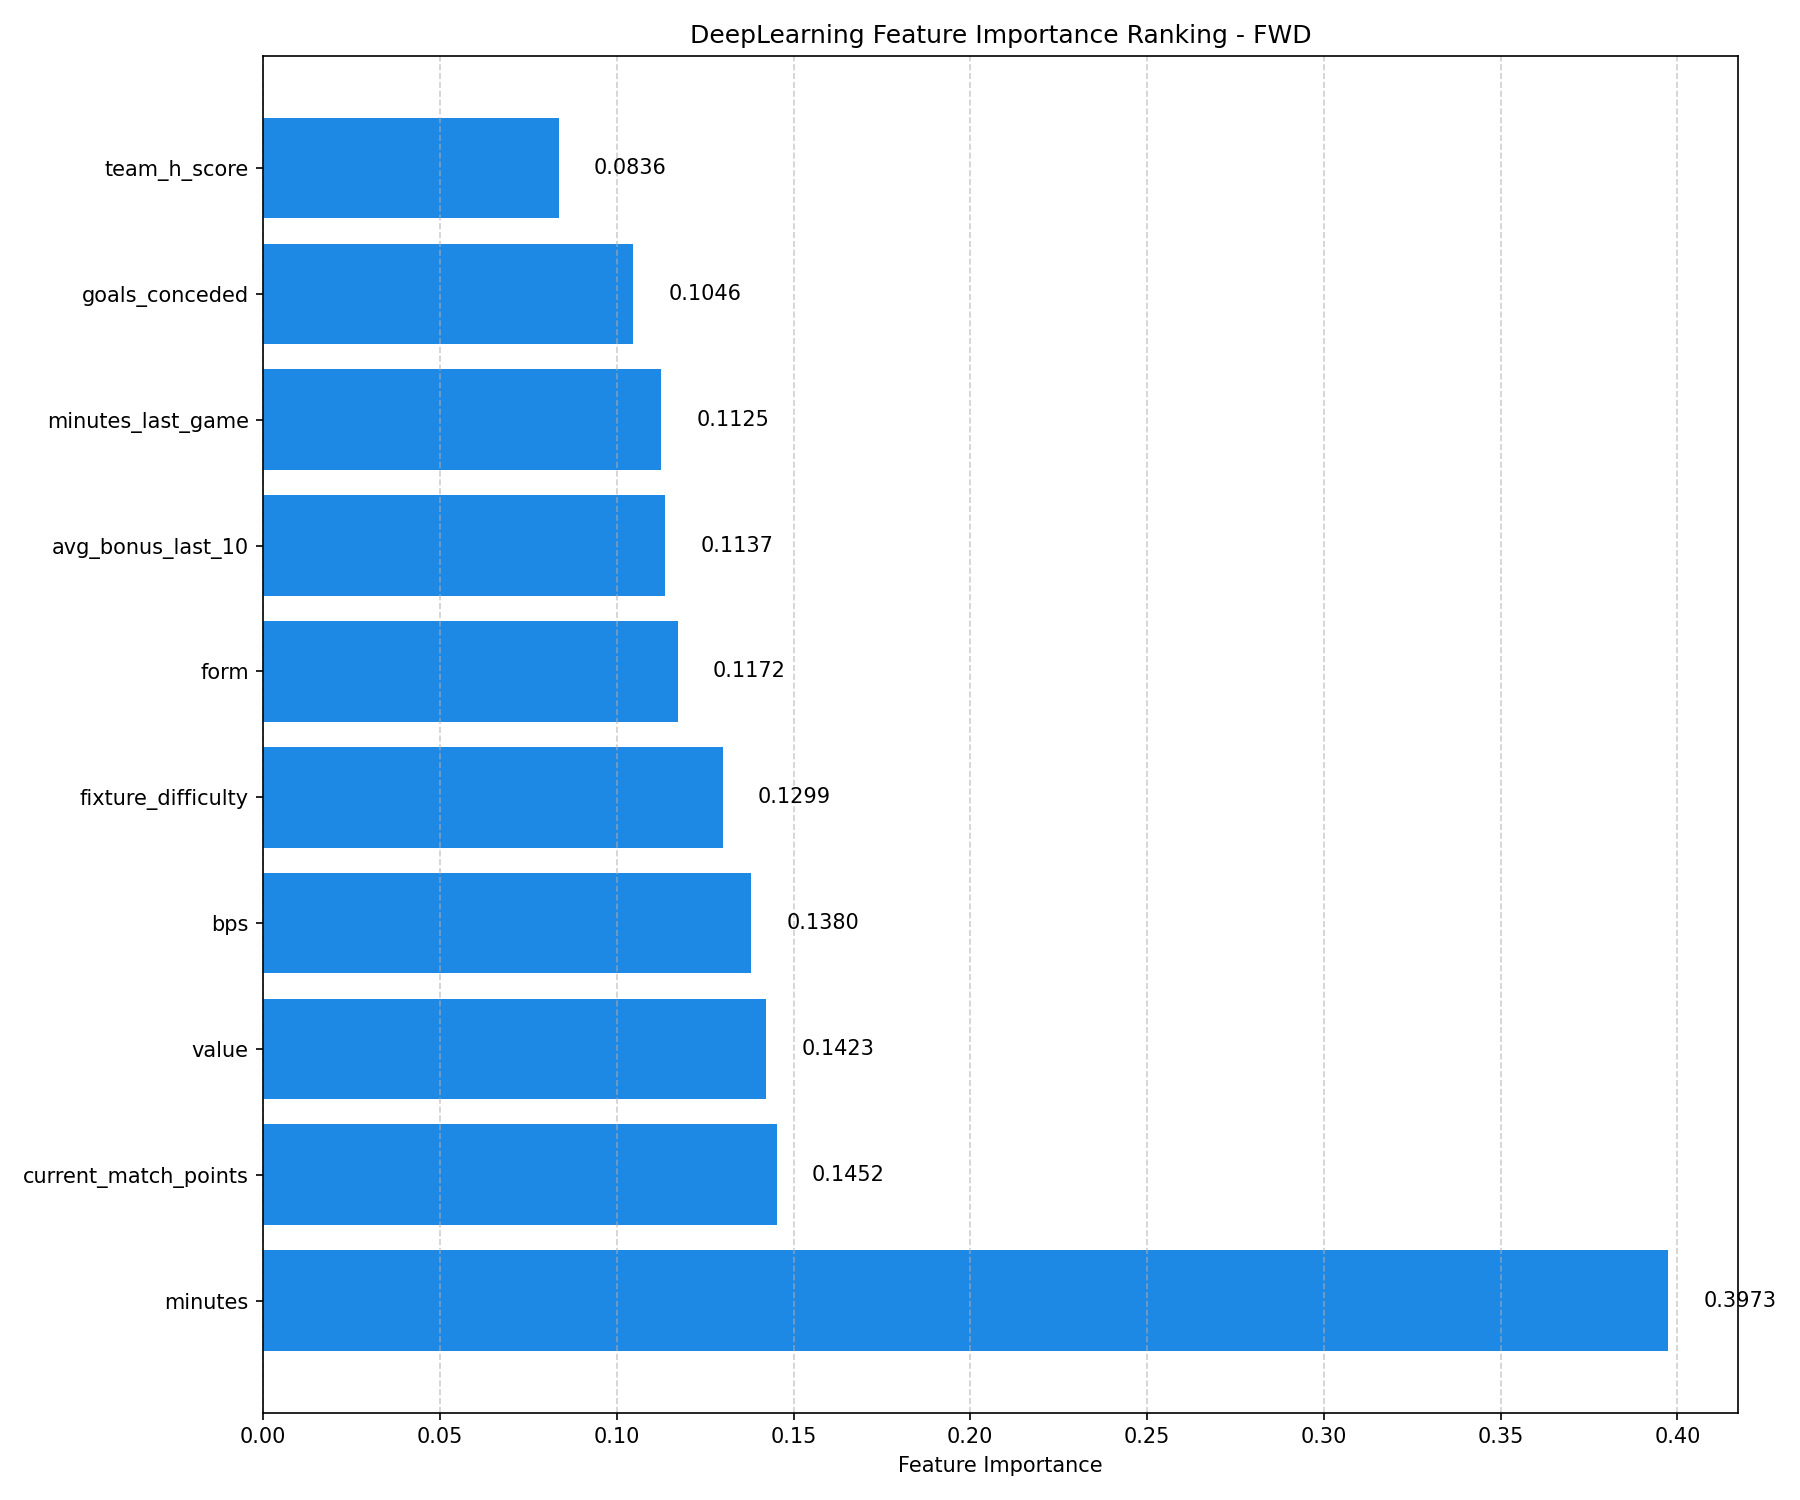 DeepLearning Feature Importance Ranking - FWD
team_h_score 0.0836
goals_conceded 0.1046
minutes_last_game 0.1125
avg_bonus_last_10 0.1137
form 0.1172
fixture_difficulty 0.1299
bps 0.1380
value 0.1423
current_match_points 0.1452
minutes 0.3973
0.00 0.05 0.10 0.15 0.20 0.25 0.30 0.35 0.40
Feature Importance